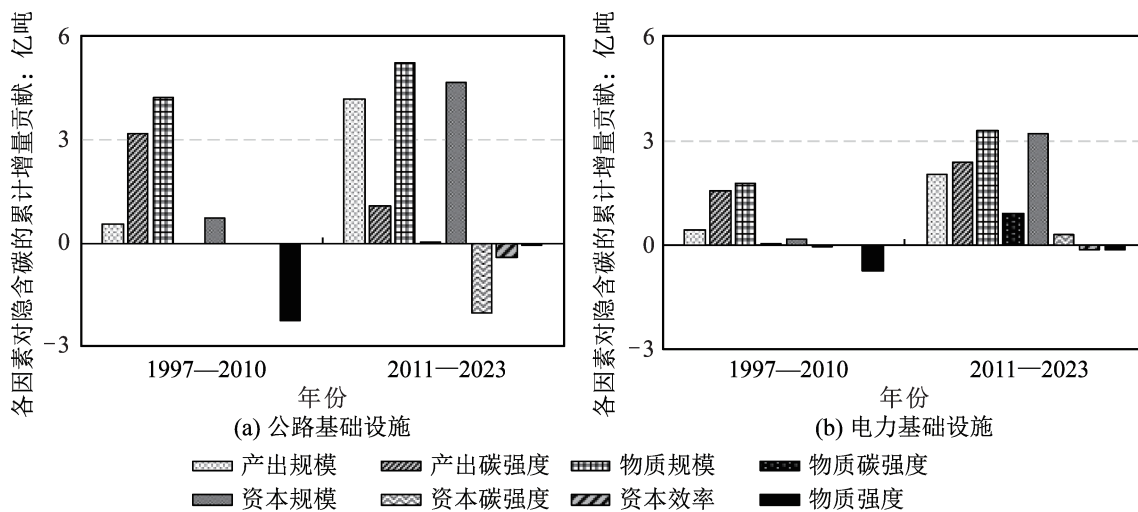 各因素对隐含碳的累计增量贡献：亿吨
6
3
0
−3
1997—2010
2011—2023
年份
(a) 公路基础设施
各因素对隐含碳的累计增量贡献：亿吨
6
3
0
−3
1997—2010
2011—2023
年份
(b) 电力基础设施
产出规模 产出碳强度 物质规模 物质碳强度
资本规模 资本碳强度 资本效率 物质强度